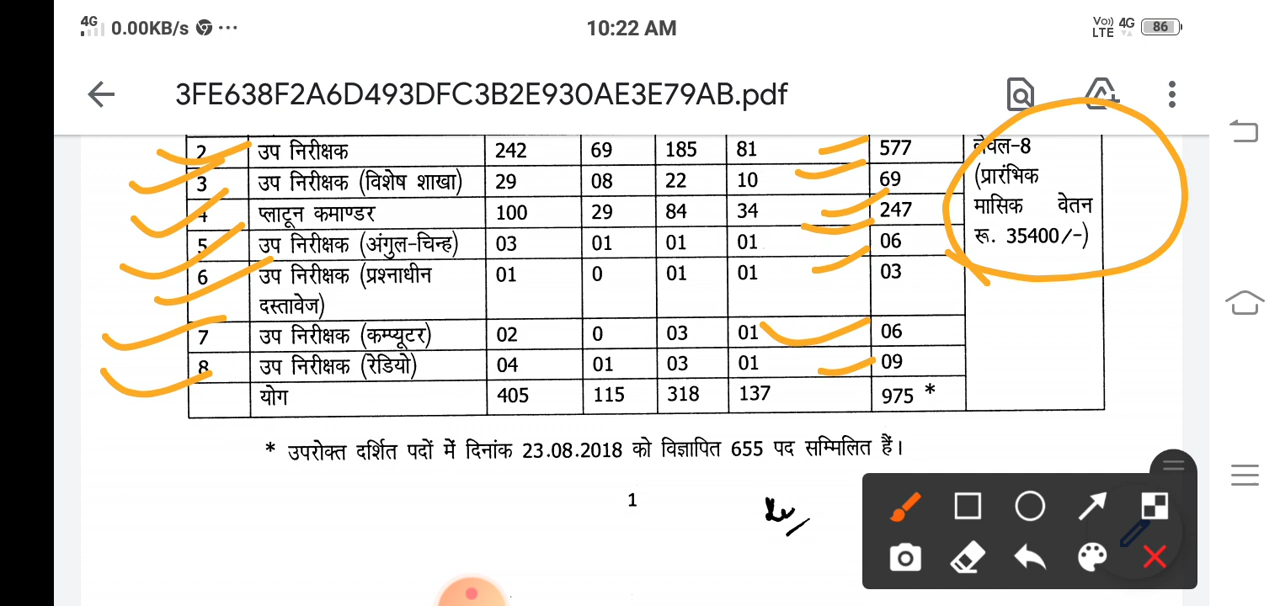 4G 0.00KB/s ...
10:22 AM
Vo) 4G
LTE
86
3FE638F2A6D493DFC3B2E930AE3E79AB.pdf
2 उप निरीक्षक 242 69 185 81 577 लेवल-8
3 उप निरीक्षक (विशेष शाखा) 29 08 22 10 69 (प्रारंभिक
4 प्लाटून कमाण्डर 100 29 84 34 247 मासिक वेतन
5 उप निरीक्षक (अंगुल-चिन्ह) 03 01 01 01 06 रू. 35400/-)
6 उप निरीक्षक (प्रश्नाधीन 01 0 01 01 03
दस्तावेज)
7 उप निरीक्षक (कम्प्यूटर) 02 0 03 01 06
8 उप निरीक्षक (रेडियो) 04 01 03 01 09
योग 405 115 318 137 975 *
* उपरोक्त दर्शित पदों में दिनांक 23.08.2018 को विज्ञापित 655 पद सम्मिलित हैं।
1